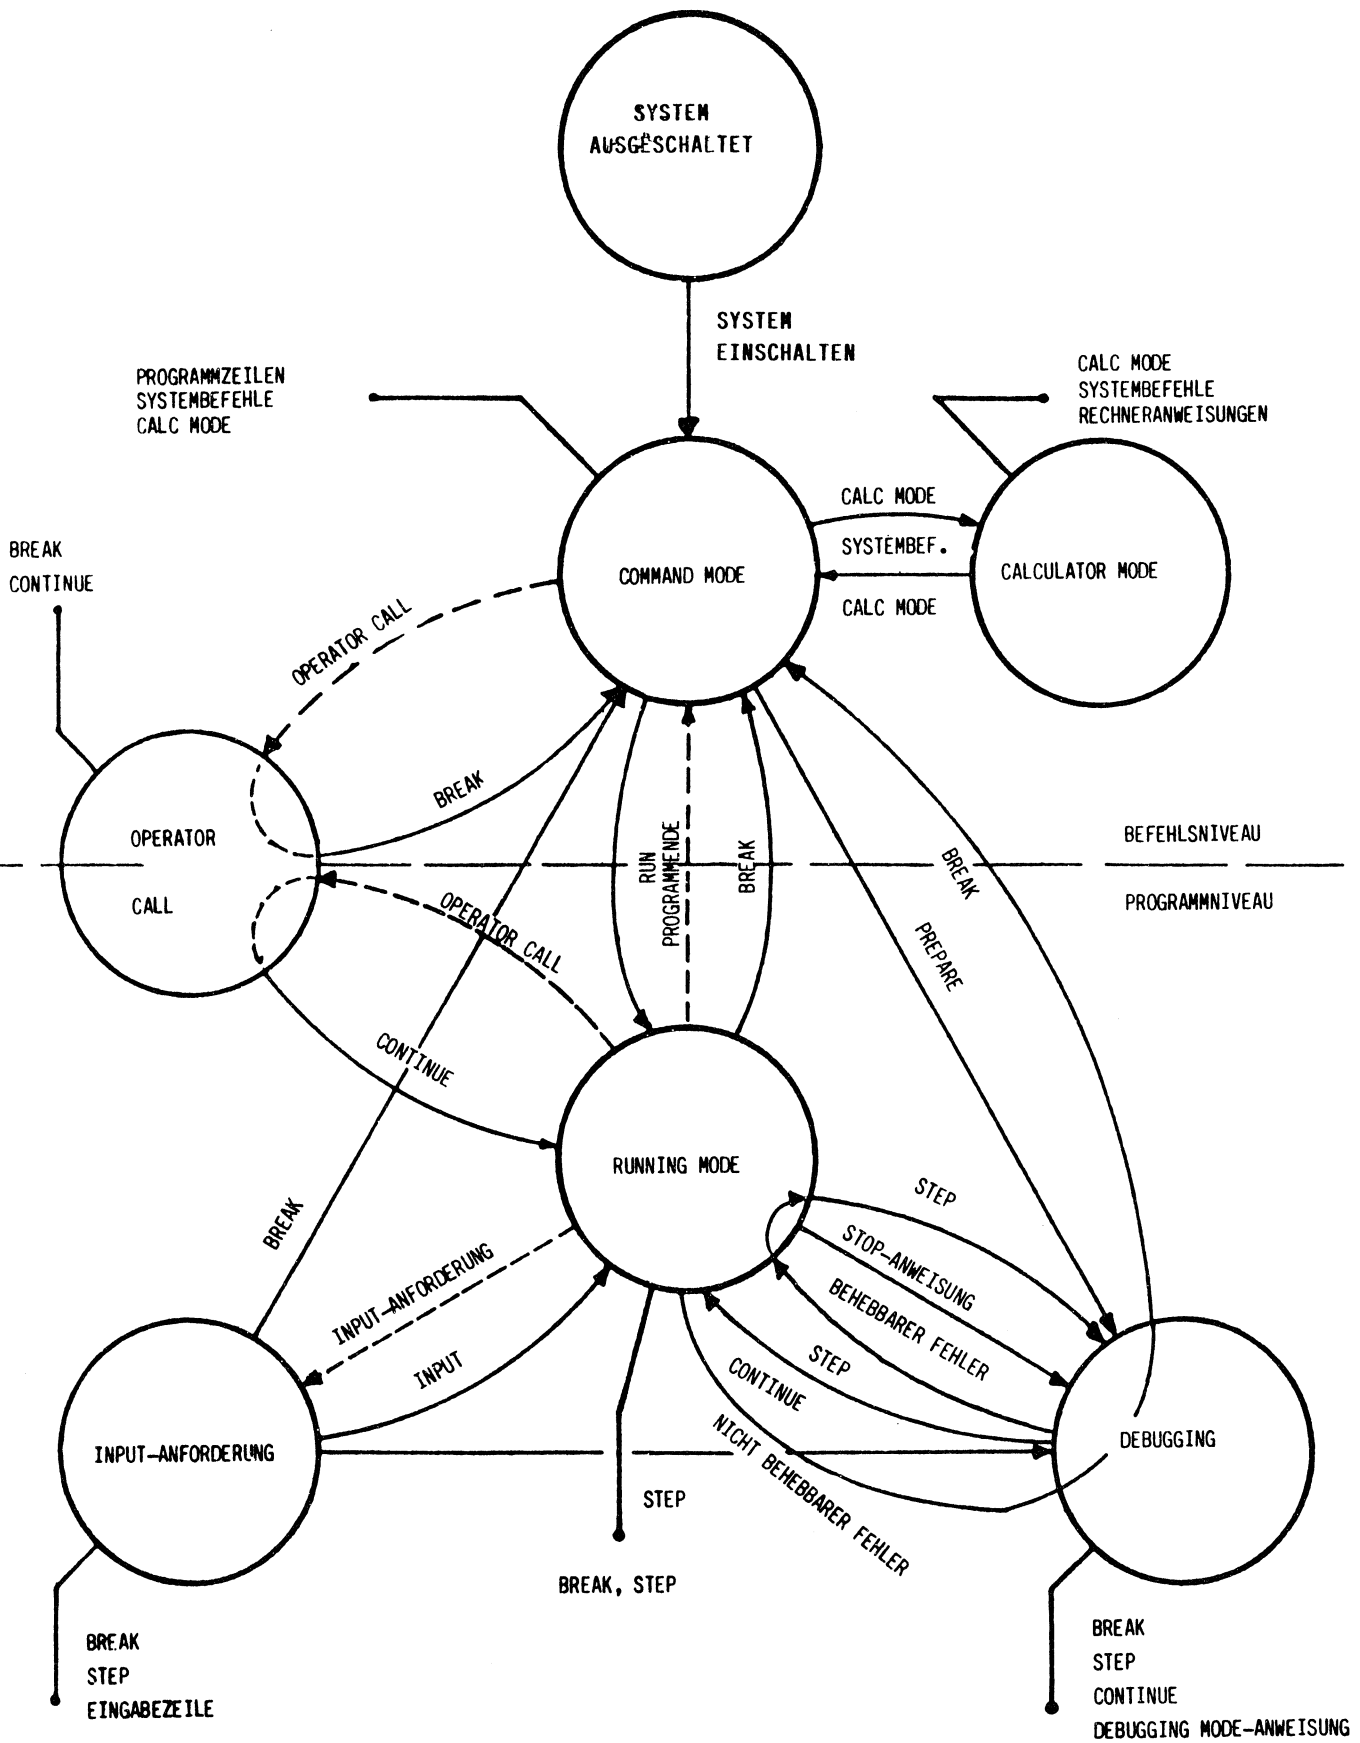 SYSTEM
AUSGESCHALTET
SYSTEM
EINSCHALTEN
PROGRAMMZEILEN
SYSTEMBEFEHLE
CALC MODE
CALC MODE
SYSTEMBEFEHLE
RECHNERANWEISUNGEN
CALC MODE
SYSTEMBEF.
CALC MODE
COMMAND MODE
CALCULATOR MODE
BREAK
CONTINUE
OPERATOR CALL
BREAK
OPERATOR
CALL
RUN
PROGRAMMENDE
BREAK
BREAK
PREPARE
BEFEHLSNIVEAU
PROGRAMMNIVEAU
OPERATOR CALL
CONTINUE
RUNNING MODE
BREAK
STEP
STOP-ANWEISUNG
BEHEBBARER FEHLER
STEP
CONTINUE
NICHT BEHEBBARER FEHLER
INPUT-ANFORDERUNG
INPUT
INPUT-ANFORDERUNG
DEBUGGING
STEP
BREAK, STEP
BREAK
STEP
EINGABEZEILE
BREAK
STEP
CONTINUE
DEBUGGING MODE-ANWEISUNG